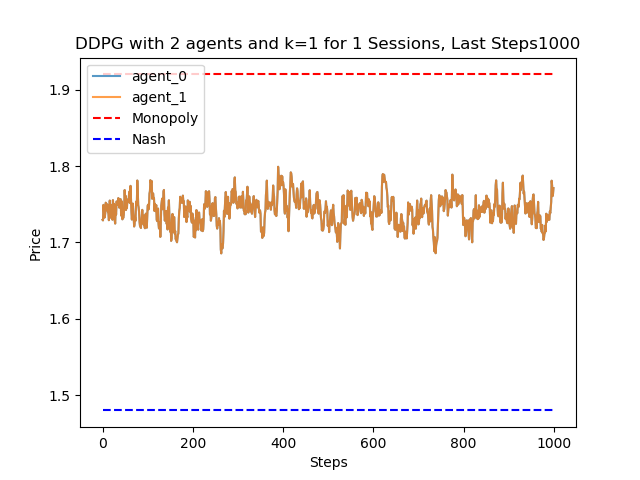 DDPG with 2 agents and k=1 for 1 Sessions, Last Steps1000
agent_0
agent_1
Monopoly
Nash
Price
1.9
1.8
1.7
1.6
1.5
0
200
400
600
800
1000
Steps